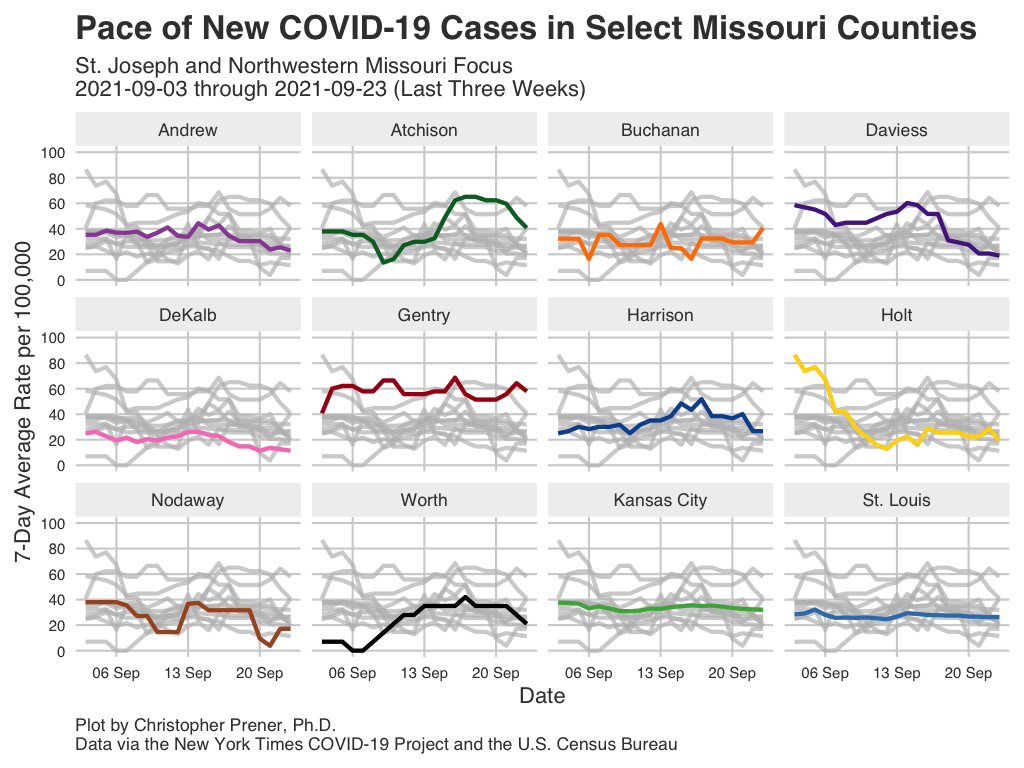 Pace of New COVID-19 Cases in Select Missouri Counties
St. Joseph and Northwestern Missouri Focus
2021-09-03 through 2021-09-23 (Last Three Weeks)
Andrew Atchison Buchanan Daviess
100
80
60
40
20
0
DeKalb Gentry Harrison Holt
100
80
60
40
20
0
Nodaway Worth Kansas City St. Louis
100
80
60
40
20
0
7-Day Average Rate per 100,000
06 Sep 13 Sep 20 Sep 06 Sep 13 Sep 20 Sep 06 Sep 13 Sep 20 Sep 06 Sep 13 Sep 20 Sep
Date
Plot by Christopher Prener, Ph.D.
Data via the New York Times COVID-19 Project and the U.S. Census Bureau